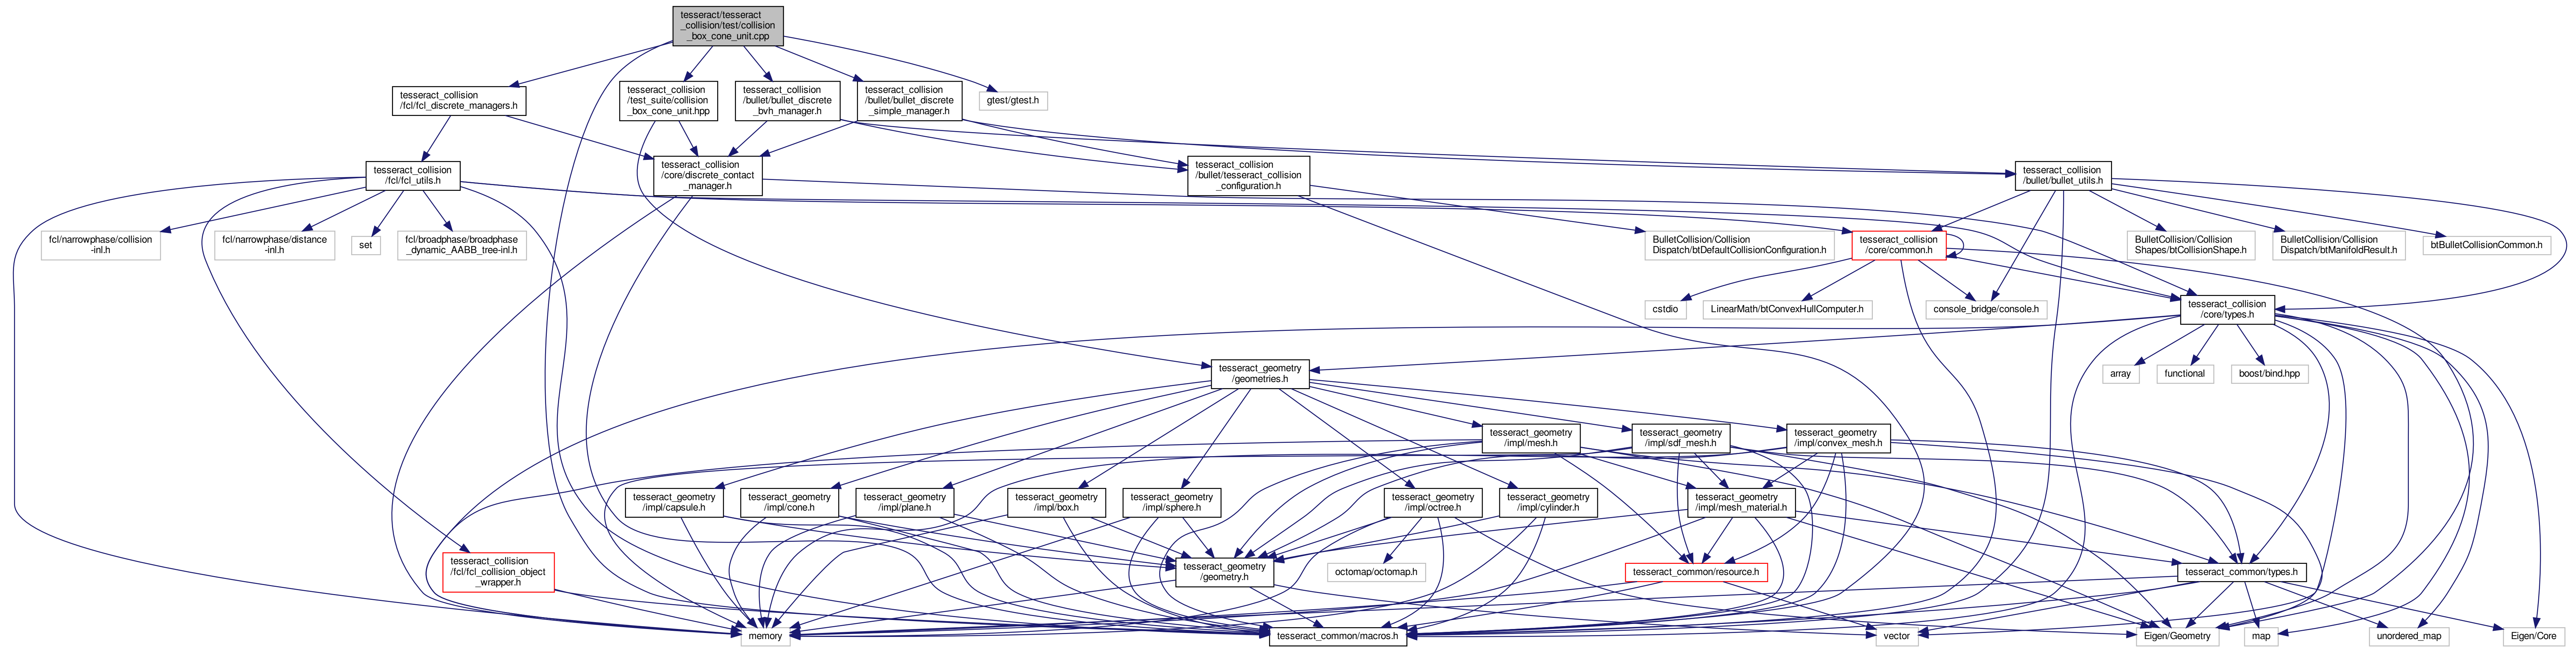 tesseract/tesseract
_collision/test/collision
_box_cone_unit.cpp
tesseract_collision
/fcl/fcl_discrete_managers.h
tesseract_collision
/test_suite/collision
_box_cone_unit.hpp
tesseract_collision
/bullet/bullet_discrete
_bvh_manager.h
tesseract_collision
/bullet/bullet_discrete
_simple_manager.h
gtest/gtest.h
tesseract_collision
/fcl/fcl_utils.h
tesseract_collision
/core/discrete_contact
_manager.h
tesseract_collision
/bullet/tesseract_collision
_configuration.h
tesseract_collision
/bullet/bullet_utils.h
fcl/narrowphase/collision
-inl.h
fcl/narrowphase/distance
-inl.h
set
fcl/broadphase/broadphase
_dynamic_AABB_tree-inl.h
BulletCollision/Collision
Dispatch/btDefaultCollisionConfiguration.h
tesseract_collision
/core/common.h
BulletCollision/Collision
Shapes/btCollisionShape.h
BulletCollision/Collision
Dispatch/btManifoldResult.h
btBulletCollisionCommon.h
cstdio
LinearMath/btConvexHullComputer.h
console_bridge/console.h
tesseract_collision
/core/types.h
tesseract_geometry
/geometries.h
array
functional
boost/bind.hpp
tesseract_geometry
/impl/mesh.h
tesseract_geometry
/impl/sdf_mesh.h
tesseract_geometry
/impl/convex_mesh.h
tesseract_geometry
/impl/capsule.h
tesseract_geometry
/impl/cone.h
tesseract_geometry
/impl/plane.h
tesseract_geometry
/impl/box.h
tesseract_geometry
/impl/sphere.h
tesseract_geometry
/impl/octree.h
tesseract_geometry
/impl/cylinder.h
tesseract_geometry
/impl/mesh_material.h
tesseract_collision
/fcl/fcl_collision_object
_wrapper.h
tesseract_geometry
/geometry.h
octomap/octomap.h
tesseract_common/resource.h
tesseract_common/types.h
memory
tesseract_common/macros.h
vector
Eigen/Geometry
map
unordered_map
Eigen/Core